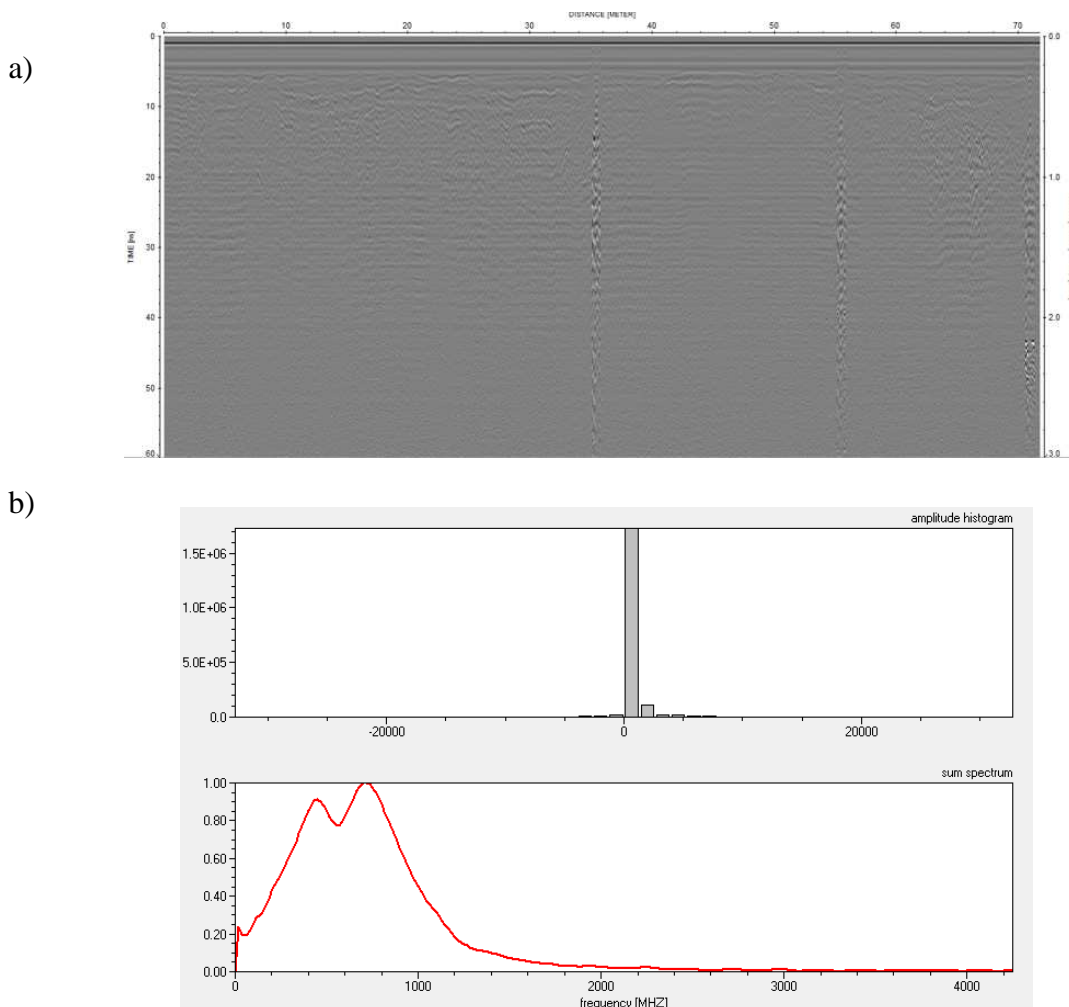 DISTANCE [METER]
0 10 20 30 40 50 60 70
a)
0 0.0
10
20 1.0
TIME [ns]
30
40 2.0
50
60 3.0
b)
amplitude histogram
1.5E+06
1.0E+06
5.0E+05
0.0
-20000 0 20000
sum spectrum
1.00
0.80
0.60
0.40
0.20
0.00
0 1000 2000 3000 4000
frequency [MHZ]